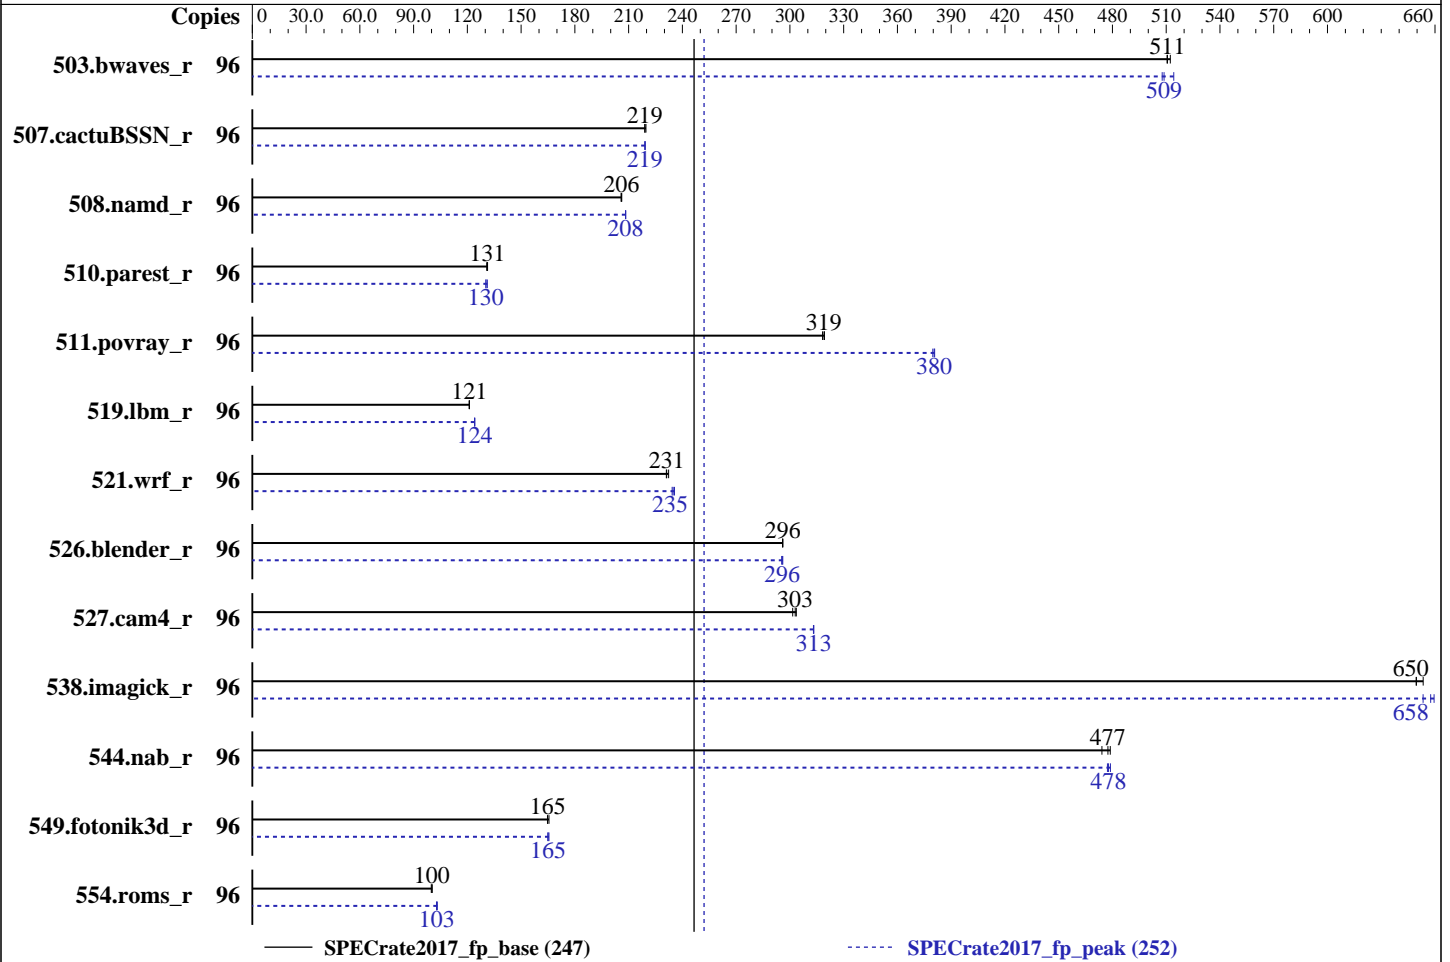 Copies 0 30.0 60.0 90.0 120 150 180 210 240 270 300 330 360 390 420 450 480 510 540 570 600 660
503.bwaves_r 96 511
509
507.cactuBSSN_r 96 219
219
508.namd_r 96 206
208
510.parest_r 96 131
130
511.povray_r 96 319
380
519.lbm_r 96 121
124
521.wrf_r 96 231
235
526.blender_r 96 296
296
527.cam4_r 96 303
313
538.imagick_r 96 650
658
544.nab_r 96 477
478
549.fotonik3d_r 96 165
165
554.roms_r 96 100
103
SPECrate2017_fp_base (247) SPECrate2017_fp_peak (252)